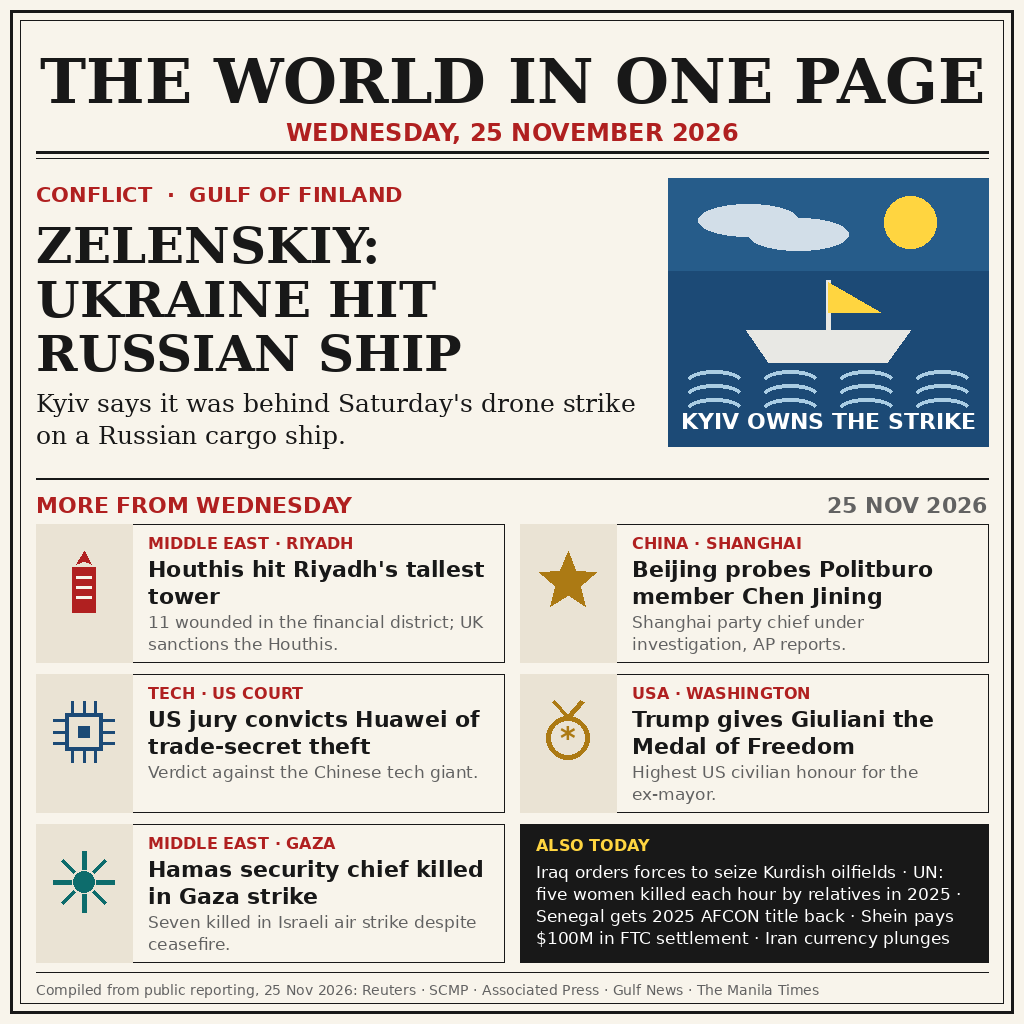 THE WORLD IN ONE PAGE
WEDNESDAY, 25 NOVEMBER 2026
CONFLICT · GULF OF FINLAND
ZELENSKIY:
UKRAINE HIT
RUSSIAN SHIP
Kyiv says it was behind Saturday's drone strike
on a Russian cargo ship.
KYIV OWNS THE STRIKE
MORE FROM WEDNESDAY
25 NOV 2026
MIDDLE EAST · RIYADH
Houthis hit Riyadh's tallest
tower
11 wounded in the financial district; UK
sanctions the Houthis.
CHINA · SHANGHAI
Beijing probes Politburo
member Chen Jining
Shanghai party chief under
investigation, AP reports.
TECH · US COURT
US jury convicts Huawei of
trade-secret theft
Verdict against the Chinese tech giant.
USA · WASHINGTON
Trump gives Giuliani the
Medal of Freedom
Highest US civilian honour for the
ex-mayor.
MIDDLE EAST · GAZA
Hamas security chief killed
in Gaza strike
Seven killed in Israeli air strike despite
ceasefire.
ALSO TODAY
Iraq orders forces to seize Kurdish oilfields · UN:
five women killed each hour by relatives in 2025 ·
Senegal gets 2025 AFCON title back · Shein pays
$100M in FTC settlement · Iran currency plunges
Compiled from public reporting, 25 Nov 2026: Reuters · SCMP · Associated Press · Gulf News · The Manila Times